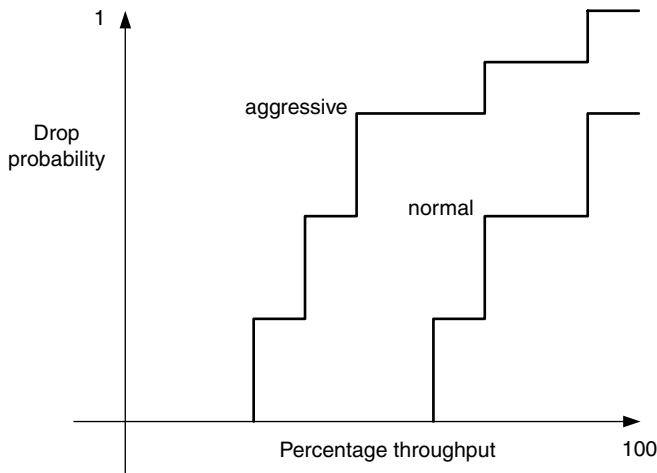 1
aggressive
Drop
probability
normal
Percentage throughput
100